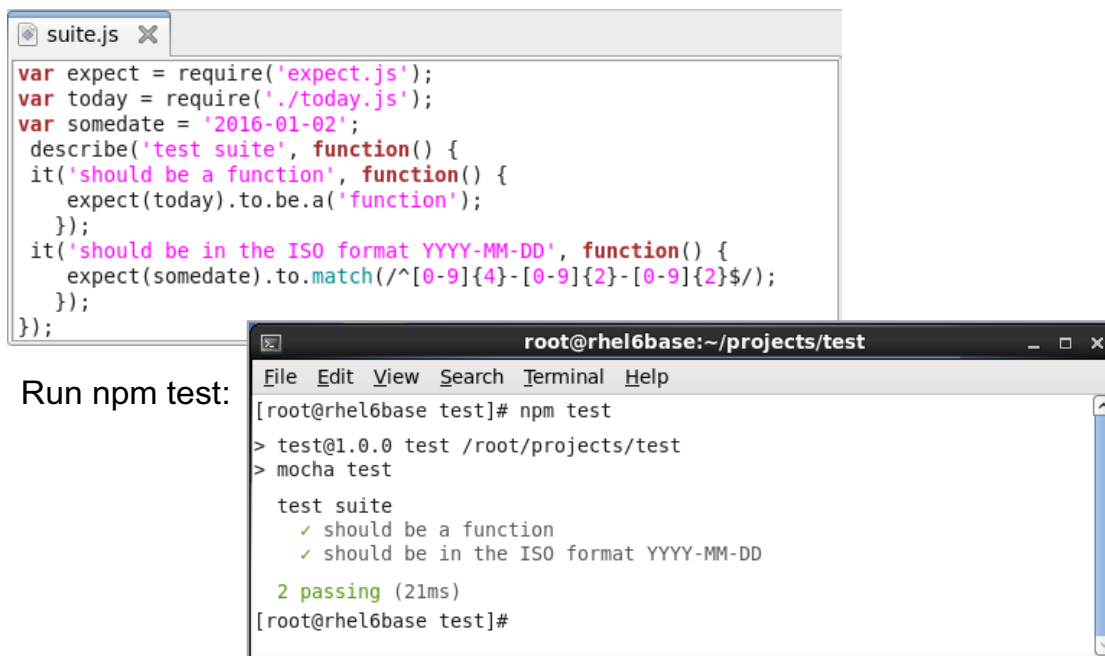 suite.js
var expect = require('expect.js');
var today = require('./today.js');
var somedate = '2016-01-02';
 describe('test suite', function() {
 it('should be a function', function() {
    expect(today).to.be.a('function');
   });
 it('should be in the ISO format YYYY-MM-DD', function() {
    expect(somedate).to.match(/^[0-9]{4}-[0-9]{2}-[0-9]{2}$/);
   });
});
Run npm test:
root@rhel6base:~/projects/test
File Edit View Search Terminal Help
[root@rhel6base test]# npm test
> test@1.0.0 test /root/projects/test
> mocha test
  test suite
    ✓ should be a function
    ✓ should be in the ISO format YYYY-MM-DD
  2 passing (21ms)
[root@rhel6base test]#